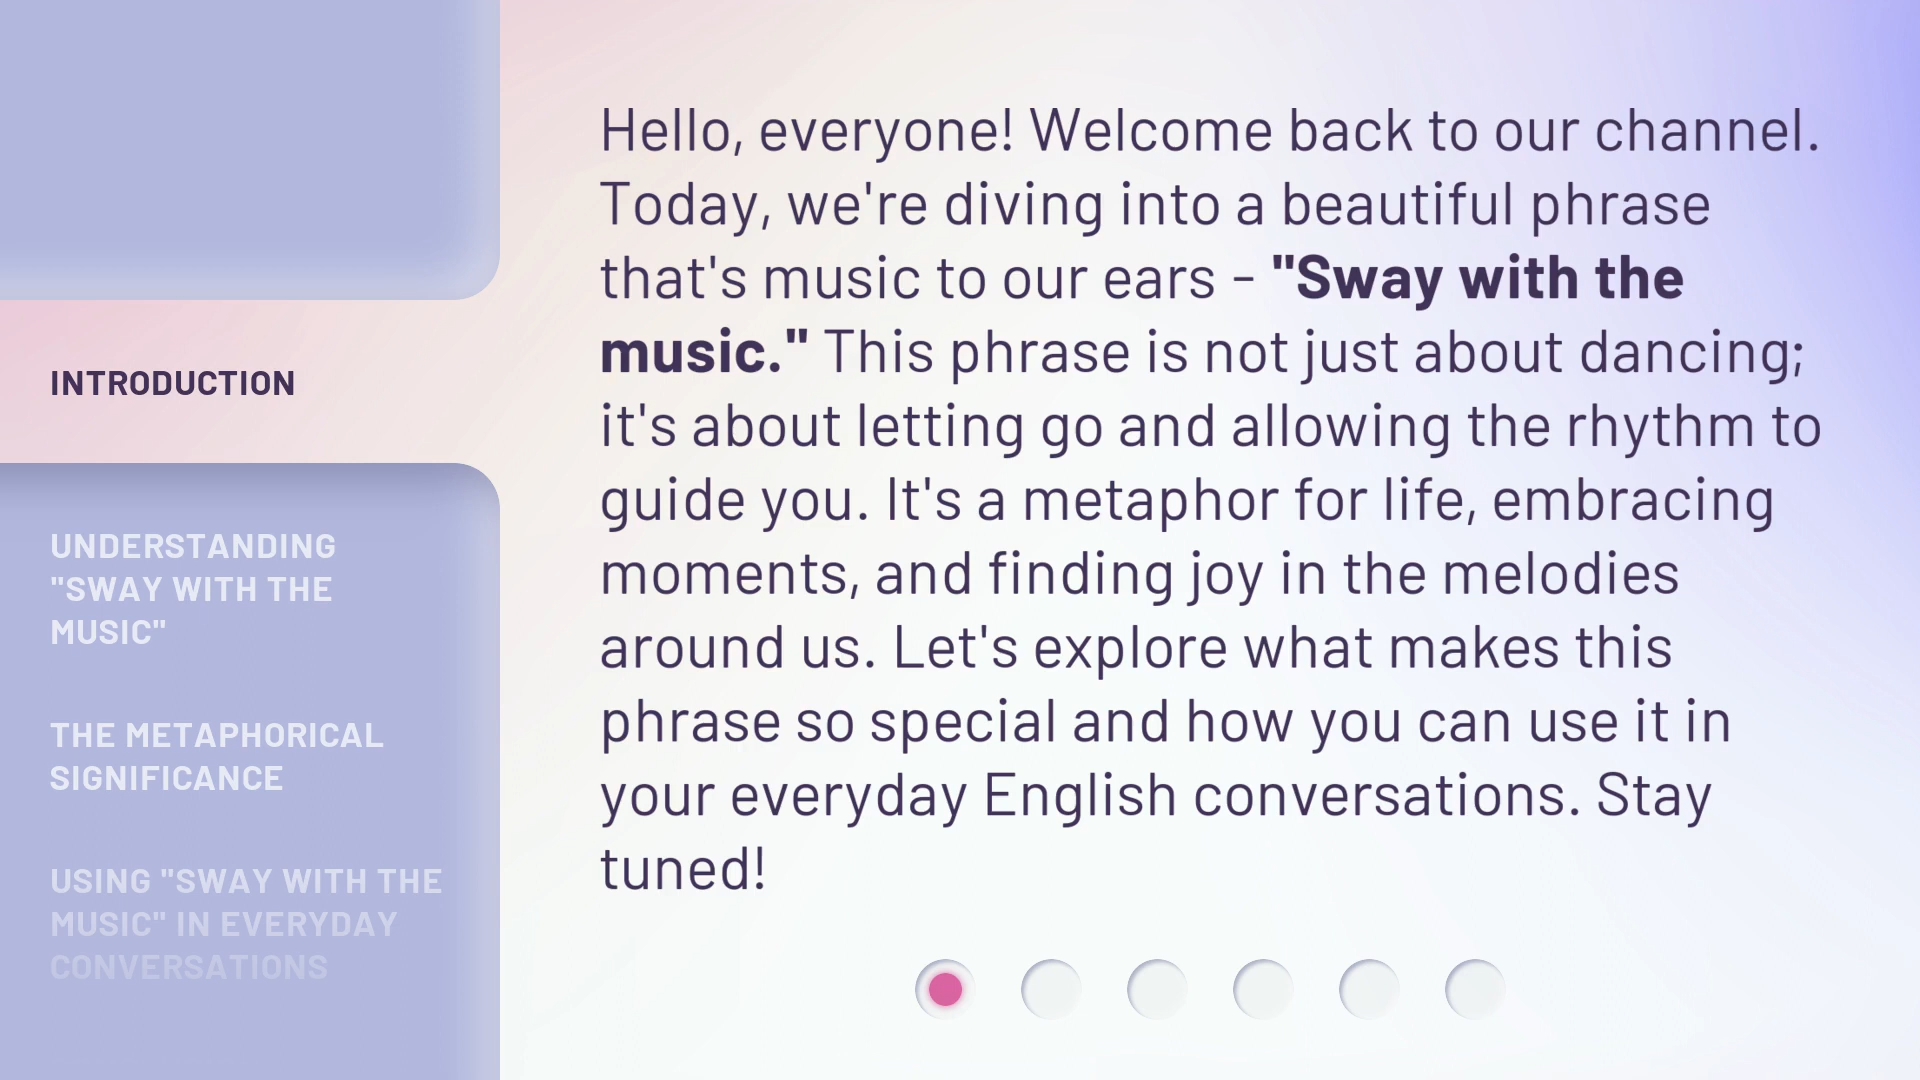 INTRODUCTION
UNDERSTANDING
"SWAY WITH THE
MUSIC"
THE METAPHORICAL
SIGNIFICANCE
USING "SWAY WITH THE
MUSIC" IN EVERYDAY
CONVERSATIONS
Hello, everyone! Welcome back to our channel.
Today, we're diving into a beautiful phrase
that's music to our ears - "Sway with the
music." This phrase is not just about dancing;
it's about letting go and allowing the rhythm to
guide you. It's a metaphor for life, embracing
moments, and finding joy in the melodies
around us. Let's explore what makes this
phrase so special and how you can use it in
your everyday English conversations. Stay
tuned!